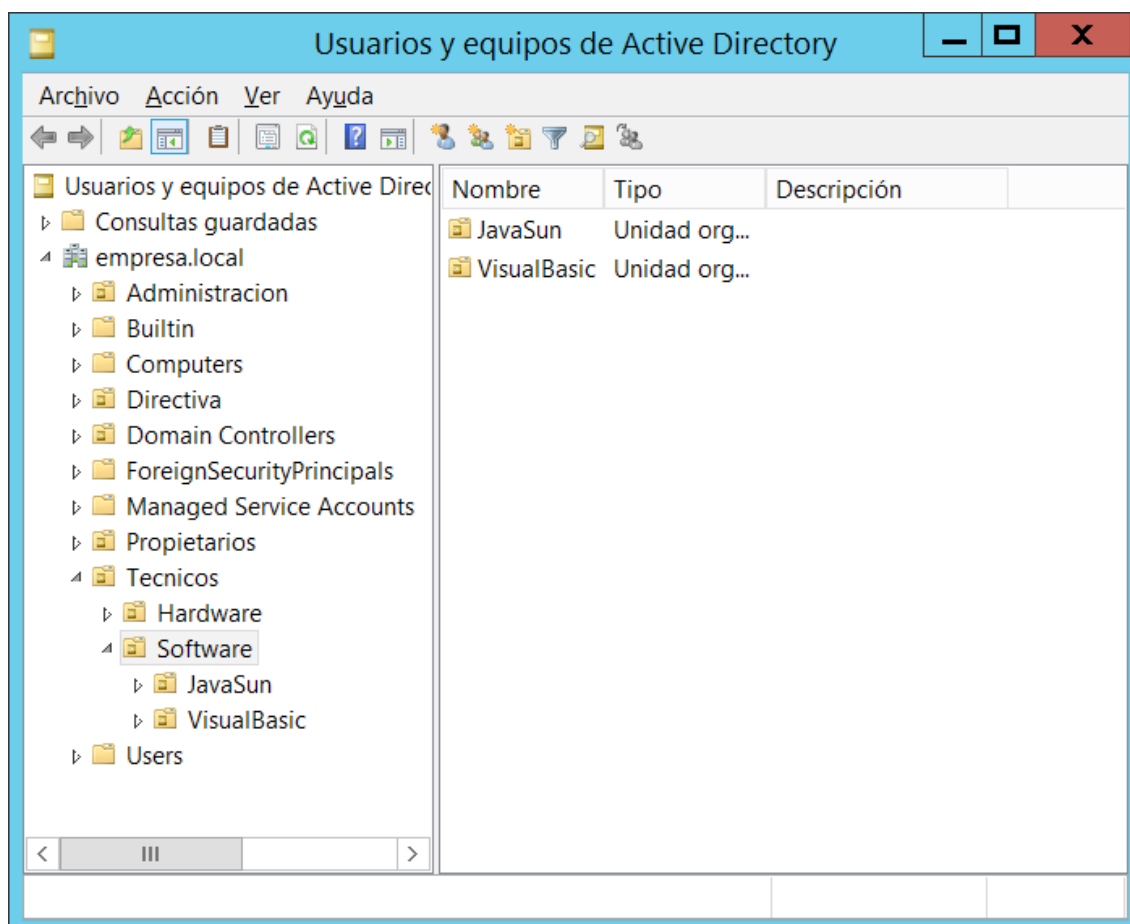 Usuarios y equipos de Active Directory
Archivo Acción Ver Ayuda
Usuarios y equipos de Active Direc
Consultas guardadas
empresa.local
Administracion
Builtin
Computers
Directiva
Domain Controllers
ForeignSecurityPrincipals
Managed Service Accounts
Propietarios
Tecnicos
Hardware
Software
JavaSun
VisualBasic
Users
Nombre Tipo Descripción
JavaSun Unidad org...
VisualBasic Unidad org...